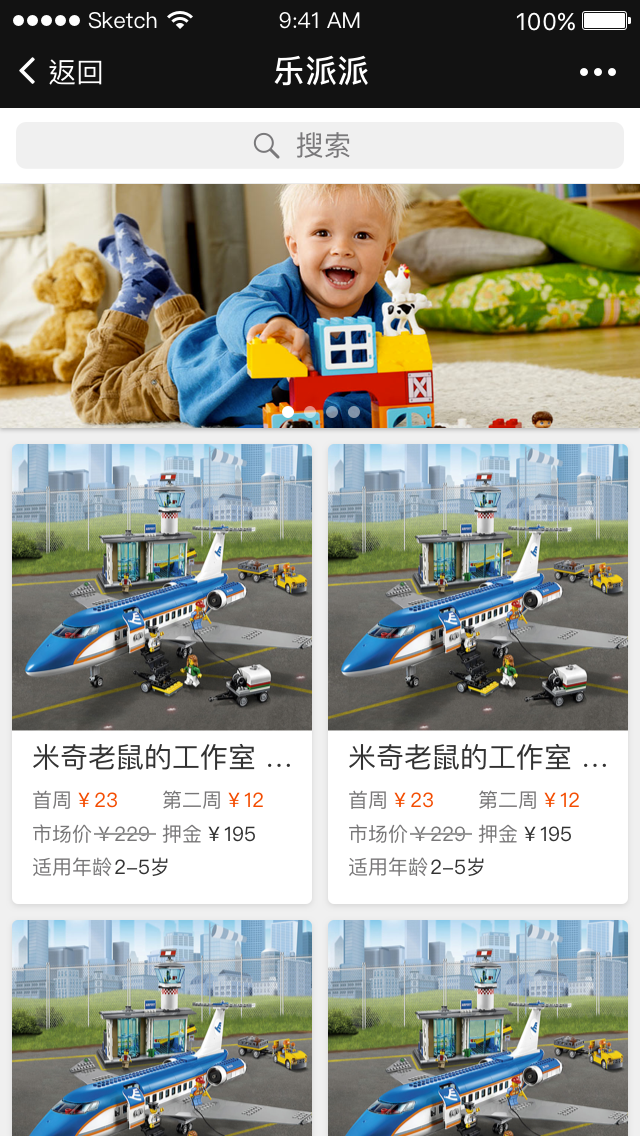 Sketch 9:41 AM 100%
返回 乐派派
搜索
米奇老鼠的工作室 … 米奇老鼠的工作室 …
首周 ¥23 第二周 ¥12 首周 ¥23 第二周 ¥12
市场价 ¥229 押金 ¥195 市场价 ¥229 押金 ¥195
适用年龄 2-5岁 适用年龄 2-5岁